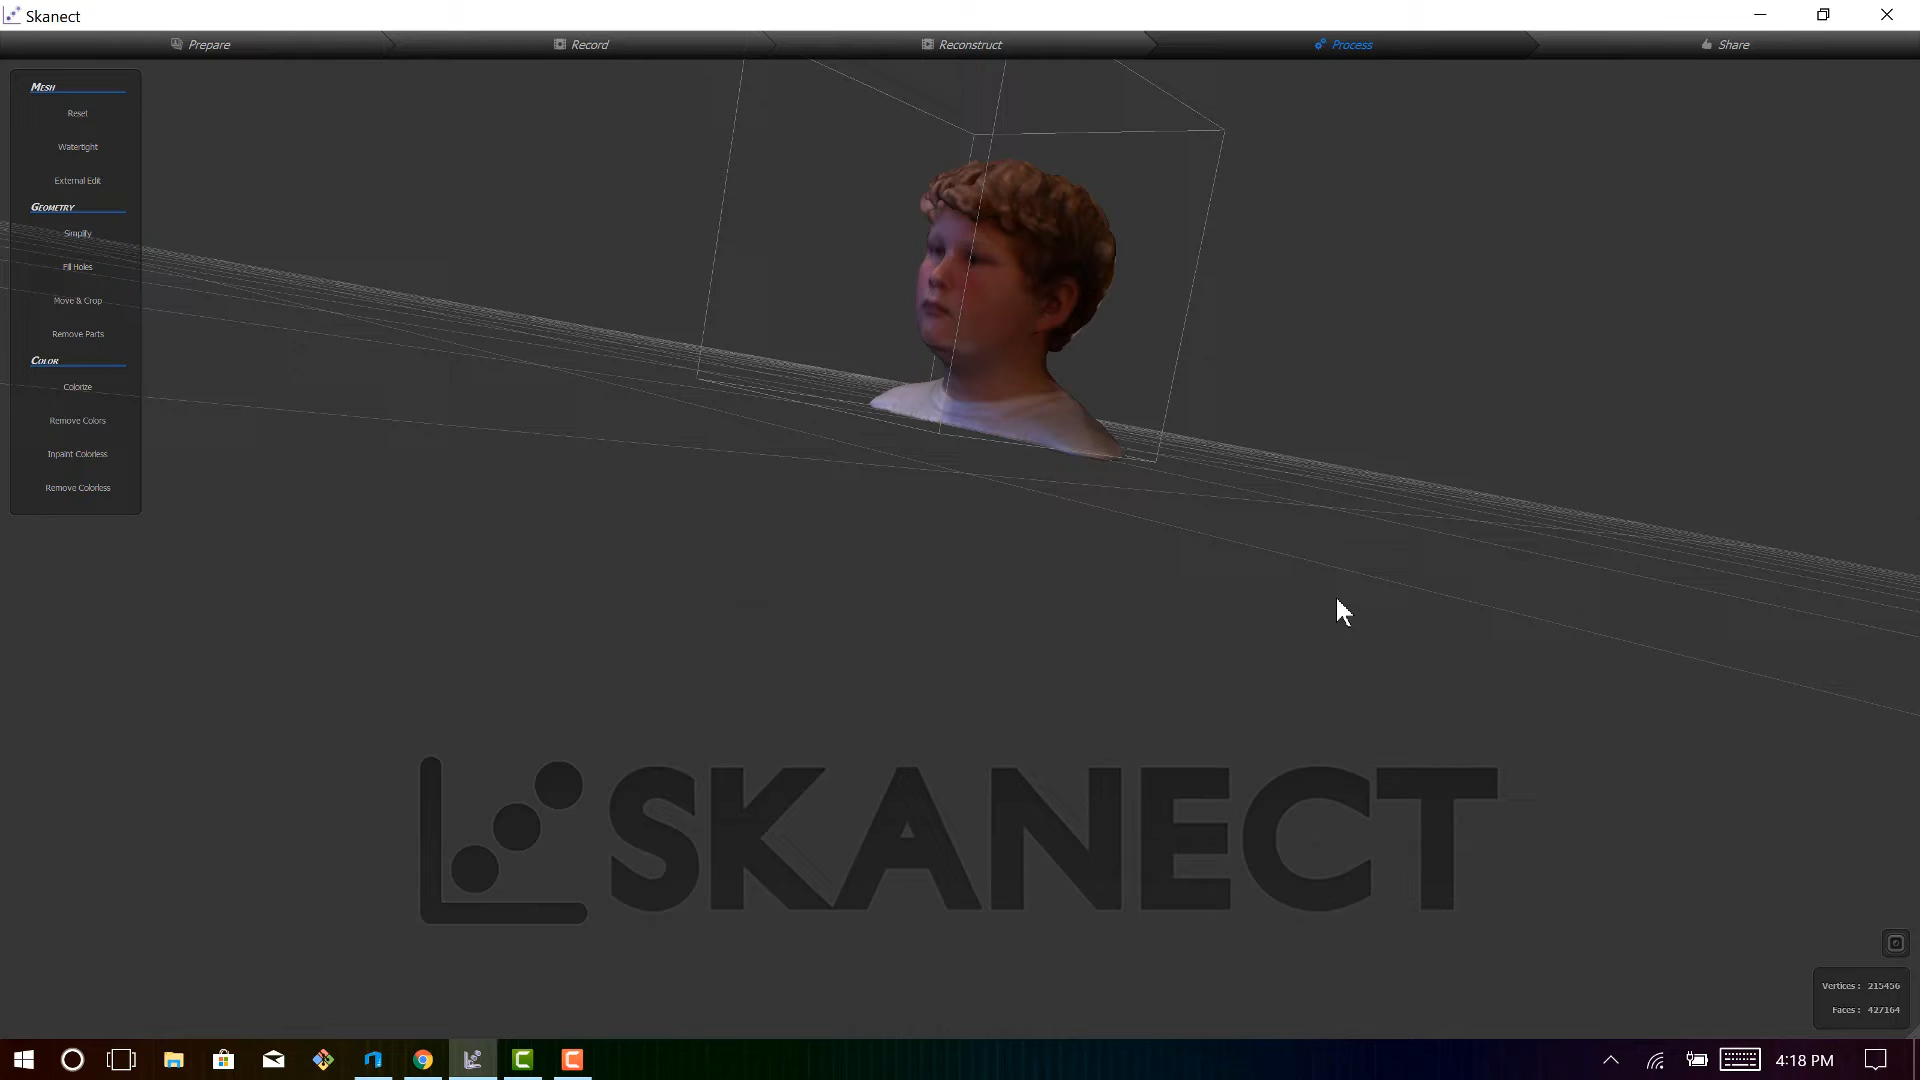 Skanect
Prepare
Record
Reconstruct
Process
Share
Mesh
Reset
Watertight
External Edit
Geometry
Simplify
Fill Holes
Move & Crop
Remove Parts
Color
Colorize
Remove Colors
Inpaint Colorless
Remove Colorless
SKANECT
Vertices : 215456
Faces : 427164
4:18 PM